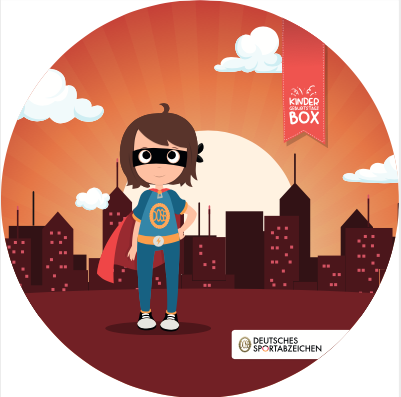 KINDER
GEBURTSTAGS
BOX
DEUTSCHES
SPORTABZEICHEN